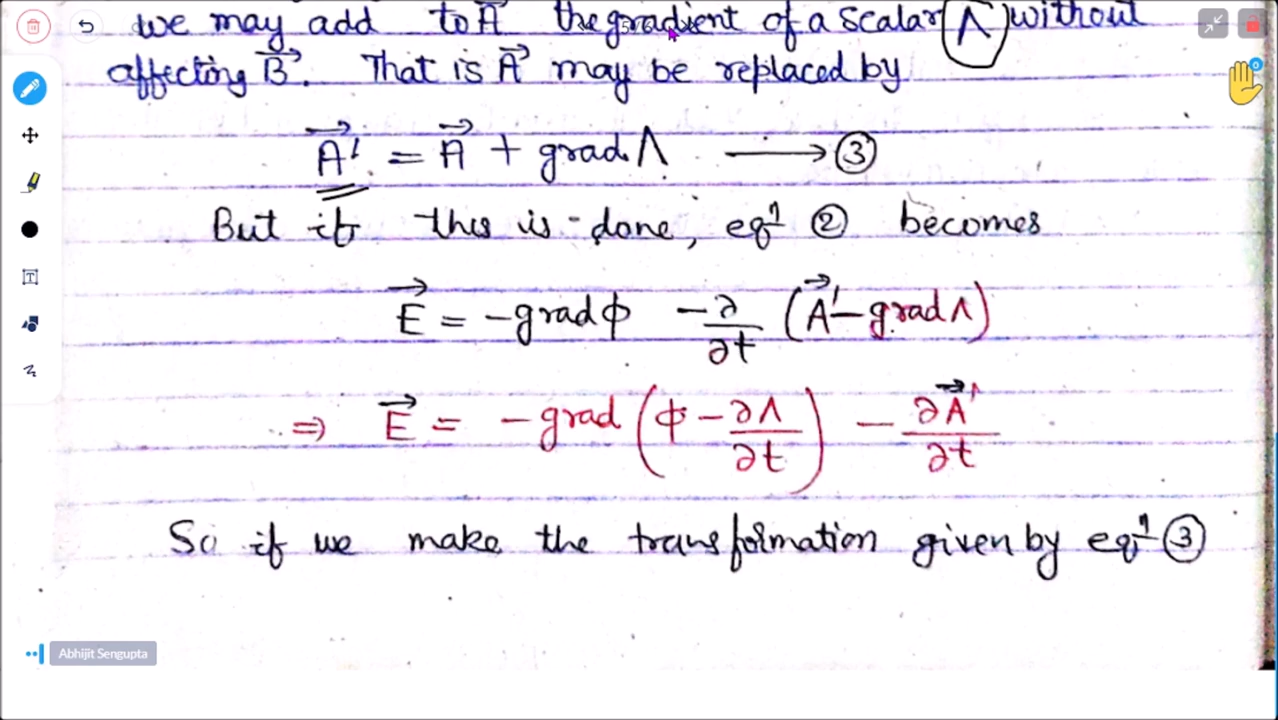 we may add to A⃗ the gradient of a scalar Λ without
affecting B⃗. That is A⃗ may be replaced by
A⃗' = A⃗ + grad Λ ⟶ ③
But if this is done, eqⁿ ② becomes
E⃗ = -grad ϕ - ∂/∂t (A⃗' - grad Λ)
⇒ E⃗ = -grad (ϕ - ∂Λ/∂t) - ∂A⃗'/∂t
So if we make the transformation given by eqⁿ ③
Abhijit Sengupta